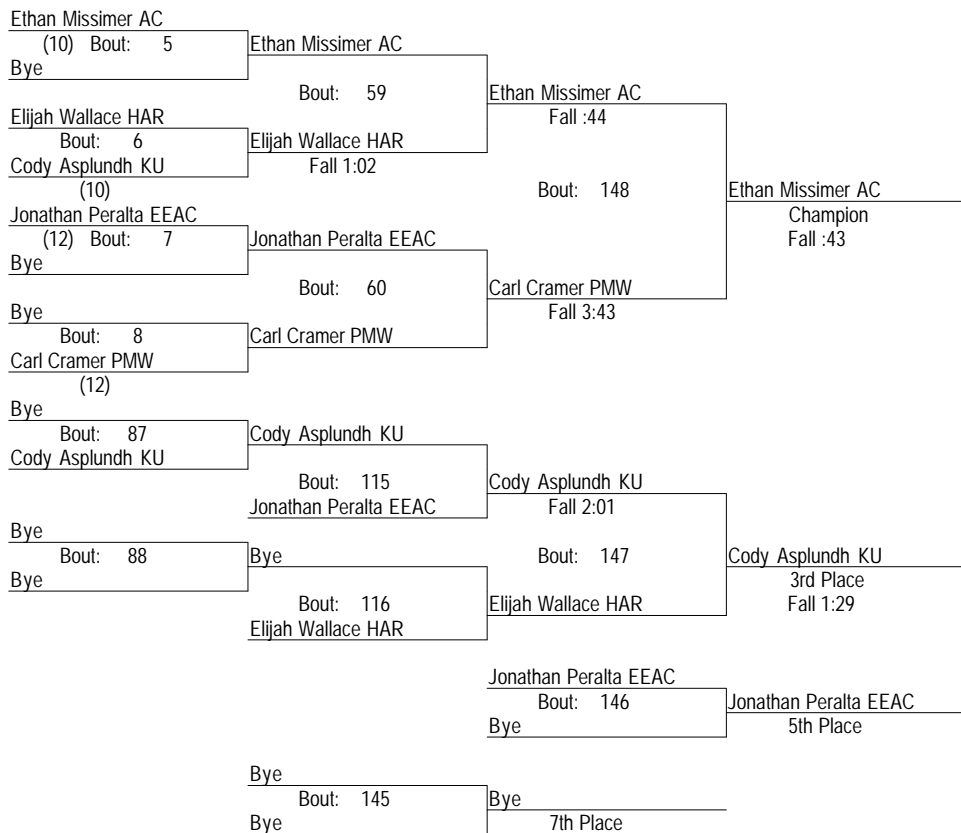 Ethan Missimer AC
(10) Bout: 5
Bye
Ethan Missimer AC
Bout: 59
Elijah Wallace HAR
Bout: 6
Cody Asplundh KU
(10)
Elijah Wallace HAR
Fall 1:02
Ethan Missimer AC
Fall :44
Bout: 148
Jonathan Peralta EEAC
(12) Bout: 7
Bye
Jonathan Peralta EEAC
Bout: 60
Bye
Bout: 8
Carl Cramer PMW
(12)
Carl Cramer PMW
Carl Cramer PMW
Fall 3:43
Ethan Missimer AC
Champion
Fall :43
Bye
Bout: 87
Cody Asplundh KU
Cody Asplundh KU
Bout: 115
Jonathan Peralta EEAC
Cody Asplundh KU
Fall 2:01
Bout: 147
Bye
Bout: 88
Bye
Bye
Bout: 116
Elijah Wallace HAR
Elijah Wallace HAR
Cody Asplundh KU
3rd Place
Fall 1:29
Jonathan Peralta EEAC
Bout: 146
Bye
Jonathan Peralta EEAC
5th Place
Bye
Bout: 145
Bye
Bye
7th Place